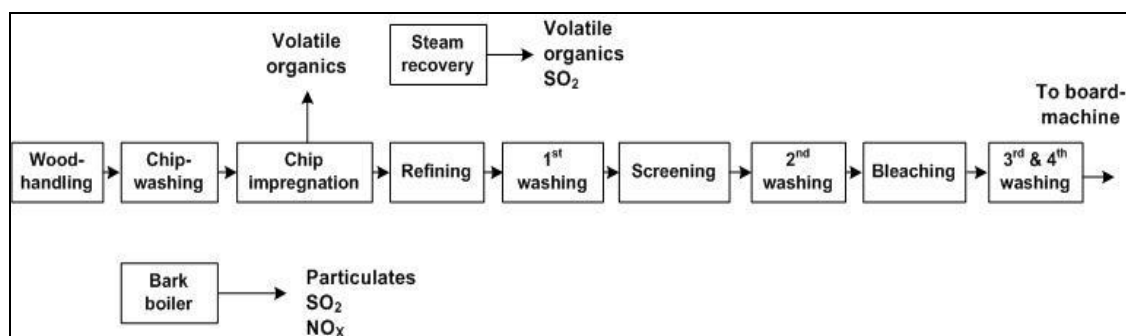 Volatile
organics
Steam
recovery
Volatile
organics
SO₂
To board-
machine
Wood-
handling
Chip-
washing
Chip
impregnation
Refining
1st
washing
Screening
2nd
washing
Bleaching
3rd & 4th
washing
Bark
boiler
Particulates
SO₂
NOX